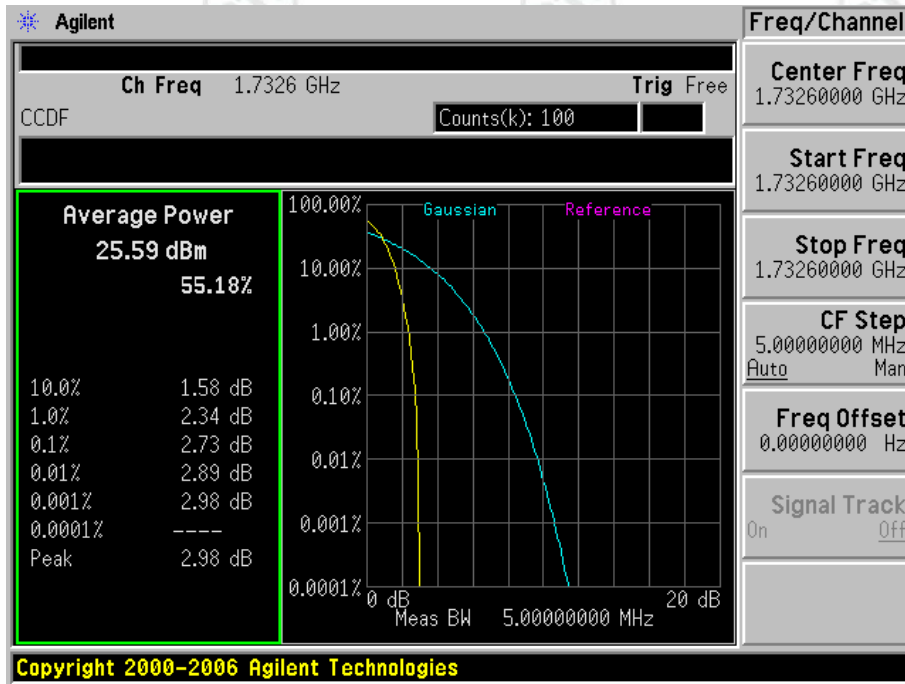 Agilent
Freq/Channel
Ch Freq 1.7326 GHz Trig Free
CCDF Counts(k): 100
Average Power
25.59 dBm
55.18%
10.0% 1.58 dB
1.0% 2.34 dB
0.1% 2.73 dB
0.01% 2.89 dB
0.001% 2.98 dB
0.0001% ----
Peak 2.98 dB
Gaussian Reference
100.00%
10.00%
1.00%
0.10%
0.01%
0.001%
0.0001%
0 dB 20 dB
Meas BW 5.00000000 MHz
Center Freq
1.73260000 GHz
Start Freq
1.73260000 GHz
Stop Freq
1.73260000 GHz
CF Step
5.00000000 MHz
Auto Man
Freq Offset
0.00000000 Hz
Signal Track
On Off
Copyright 2000-2006 Agilent Technologies